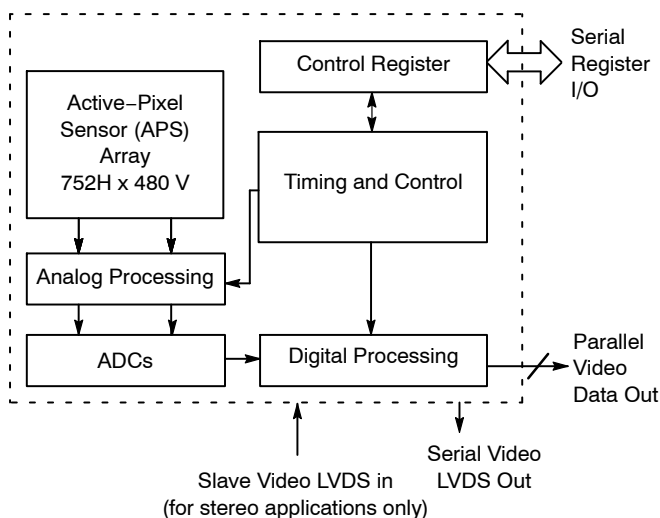 Control Register
Serial
Register
I/O
Active−Pixel
Sensor (APS)
Array
752H x 480 V
Timing and Control
Analog Processing
ADCs
Digital Processing
Parallel
Video
Data Out
Slave Video LVDS in
(for stereo applications only)
Serial Video
LVDS Out